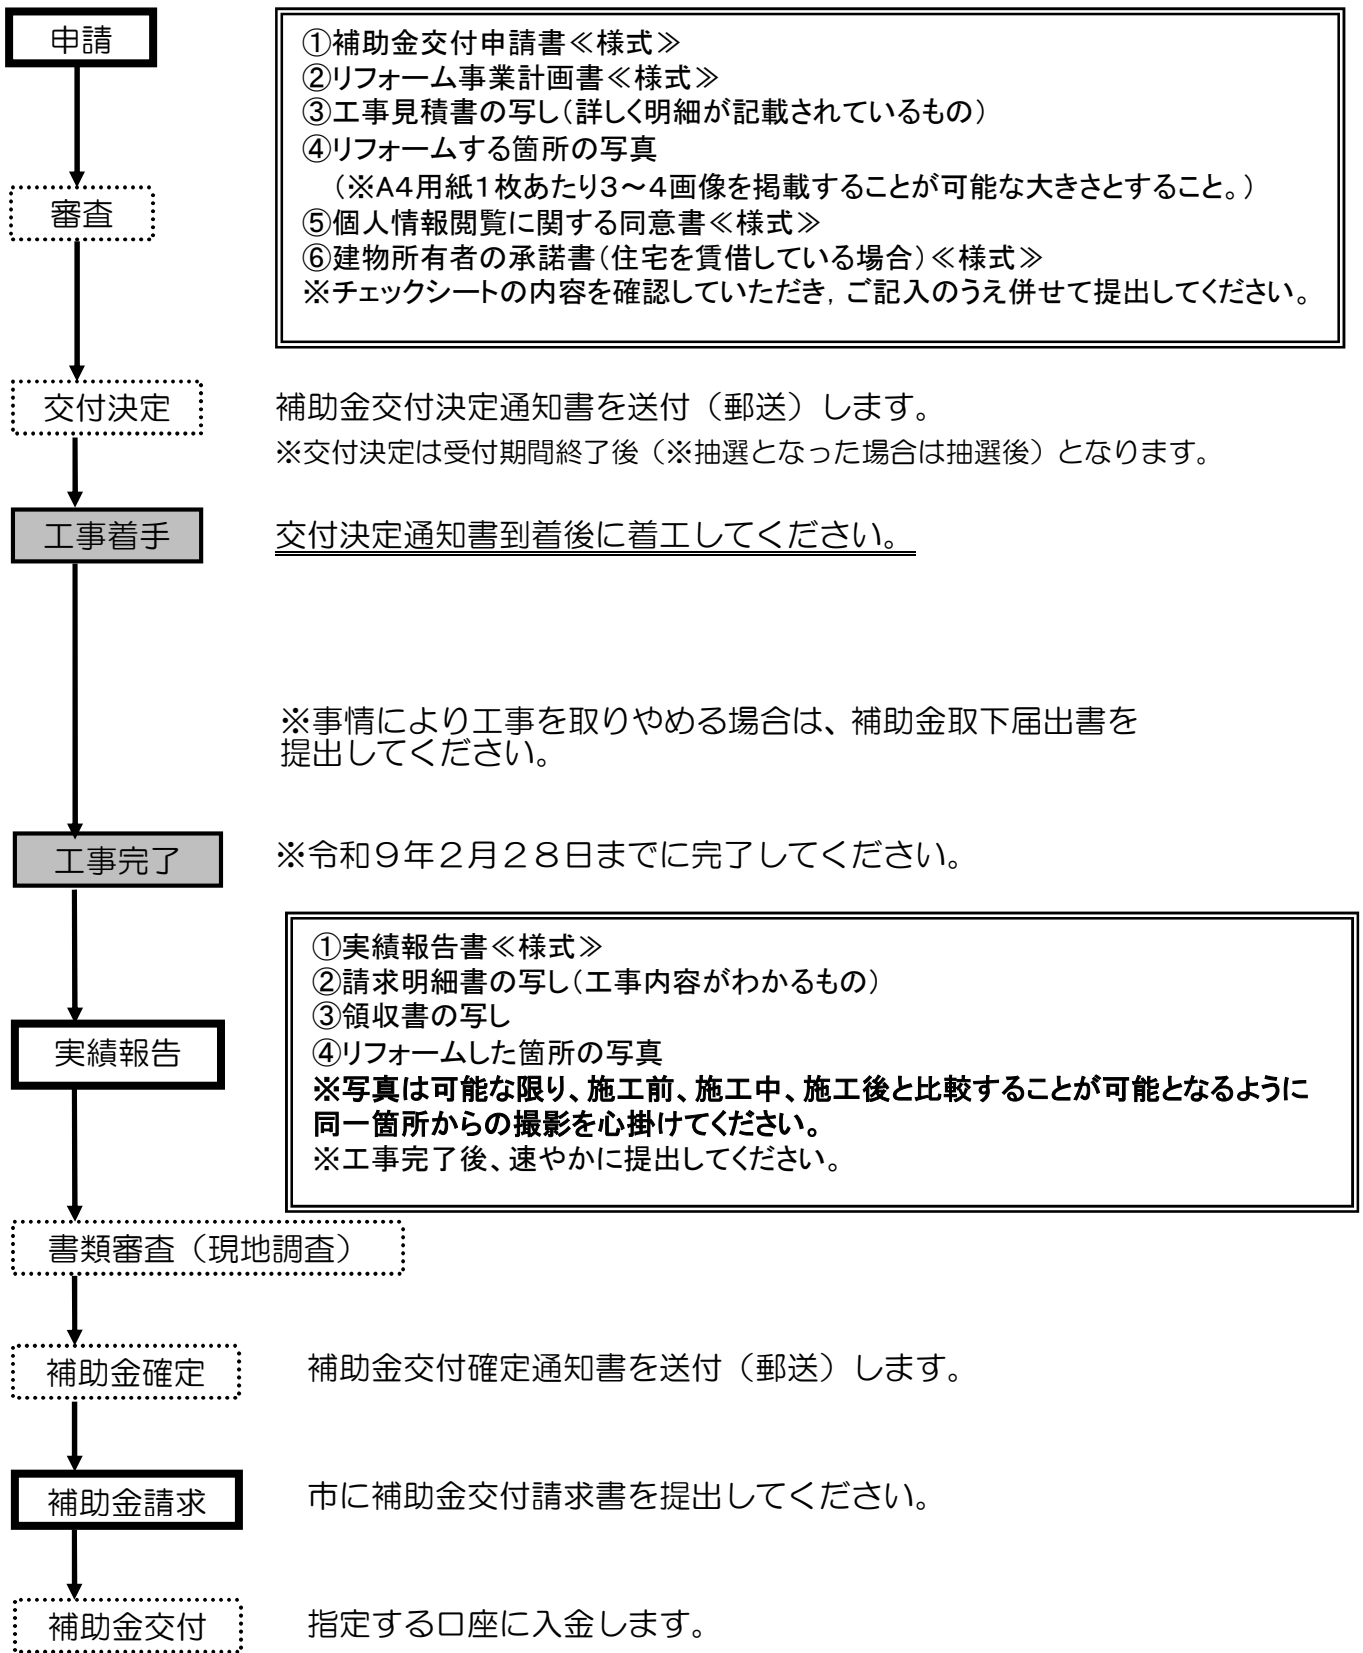 申請
①補助金交付申請書≪様式≫
②リフォーム事業計画書≪様式≫
③工事見積書の写し（詳しく明細が記載されているもの）
④リフォームする箇所の写真
（※A4用紙1枚あたり3～4画像を掲載することが可能な大きさとすること。）
⑤個人情報閲覧に関する同意書≪様式≫
⑥建物所有者の承諾書（住宅を賃借している場合）≪様式≫
※チェックシートの内容を確認していただき，ご記入のうえ併せて提出してください。
審査
交付決定
補助金交付決定通知書を送付（郵送）します。
※交付決定は受付期間終了後（※抽選となった場合は抽選後）となります。
工事着手
交付決定通知書到着後に着工してください。
※事情により工事を取りやめる場合は、補助金取下届出書を
提出してください。
工事完了
※令和９年２月２８日までに完了してください。
①実績報告書≪様式≫
②請求明細書の写し（工事内容がわかるもの）
③領収書の写し
④リフォームした箇所の写真
※写真は可能な限り、施工前、施工中、施工後と比較することが可能となるように
同一箇所からの撮影を心掛けてください。
※工事完了後、速やかに提出してください。
実績報告
書類審査（現地調査）
補助金確定
補助金交付確定通知書を送付（郵送）します。
補助金請求
市に補助金交付請求書を提出してください。
補助金交付
指定する口座に入金します。